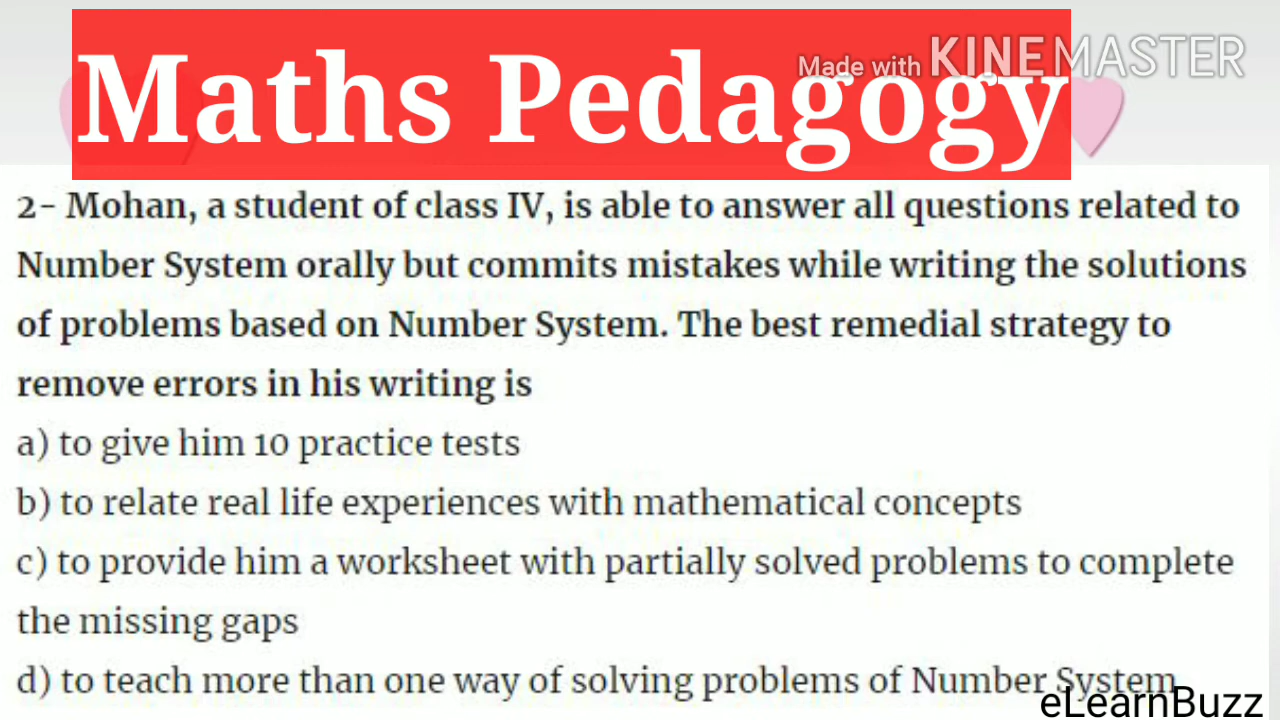 Maths Pedagogy
Made with KINEMASTER
2- Mohan, a student of class IV, is able to answer all questions related to
Number System orally but commits mistakes while writing the solutions
of problems based on Number System. The best remedial strategy to
remove errors in his writing is
a) to give him 10 practice tests
b) to relate real life experiences with mathematical concepts
c) to provide him a worksheet with partially solved problems to complete
the missing gaps
d) to teach more than one way of solving problems of Number System
eLearnBuzz